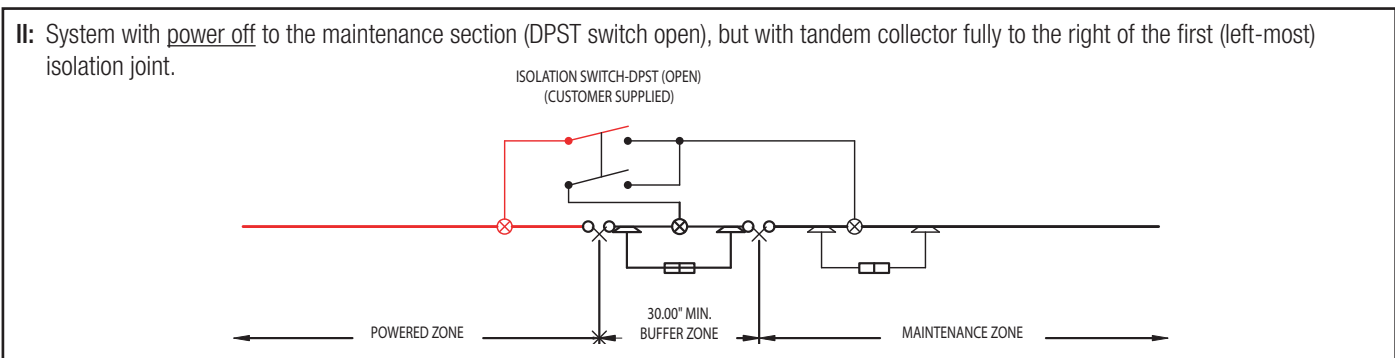 II: System with power off to the maintenance section (DPST switch open), but with tandem collector fully to the right of the first (left-most)
isolation joint.
ISOLATION SWITCH-DPST (OPEN)
(CUSTOMER SUPPLIED)
POWERED ZONE
30.00" MIN.
BUFFER ZONE
MAINTENANCE ZONE